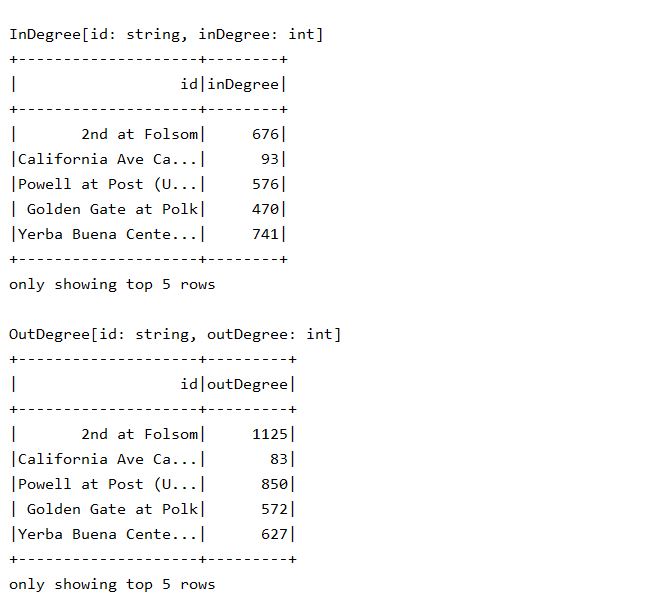 InDegree[id: string, inDegree: int]
+--------------------+--------+
|                  id|inDegree|
+--------------------+--------+
|       2nd at Folsom|     676|
|California Ave Ca...|      93|
|Powell at Post (U...|     576|
| Golden Gate at Polk|     470|
|Yerba Buena Cente...|     741|
+--------------------+--------+
only showing top 5 rows

OutDegree[id: string, outDegree: int]
+--------------------+---------+
|                  id|outDegree|
+--------------------+---------+
|       2nd at Folsom|     1125|
|California Ave Ca...|       83|
|Powell at Post (U...|      850|
| Golden Gate at Polk|      572|
|Yerba Buena Cente...|      627|
+--------------------+---------+
only showing top 5 rows